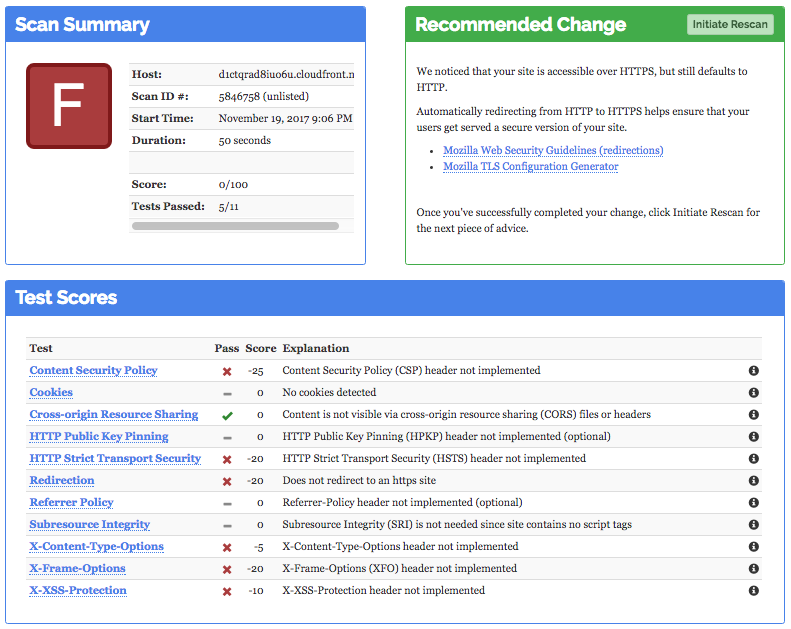 Scan Summary
F
Host: d1ctqrad8iuo6u.cloudfront.n
Scan ID #: 5846758 (unlisted)
Start Time: November 19, 2017 9:06 PM
Duration: 50 seconds
Score: 0/100
Tests Passed: 5/11
Recommended Change
Initiate Rescan
We noticed that your site is accessible over HTTPS, but still defaults to
HTTP.
Automatically redirecting from HTTP to HTTPS helps ensure that your
users get served a secure version of your site.
Mozilla Web Security Guidelines (redirections)
Mozilla TLS Configuration Generator
Once you've successfully completed your change, click Initiate Rescan for
the next piece of advice.
Test Scores
Test Pass Score Explanation
Content Security Policy -25 Content Security Policy (CSP) header not implemented
Cookies 0 No cookies detected
Cross-origin Resource Sharing 0 Content is not visible via cross-origin resource sharing (CORS) files or headers
HTTP Public Key Pinning 0 HTTP Public Key Pinning (HPKP) header not implemented (optional)
HTTP Strict Transport Security -20 HTTP Strict Transport Security (HSTS) header not implemented
Redirection -20 Does not redirect to an https site
Referrer Policy 0 Referrer-Policy header not implemented (optional)
Subresource Integrity 0 Subresource Integrity (SRI) is not needed since site contains no script tags
X-Content-Type-Options -5 X-Content-Type-Options header not implemented
X-Frame-Options -20 X-Frame-Options (XFO) header not implemented
X-XSS-Protection -10 X-XSS-Protection header not implemented